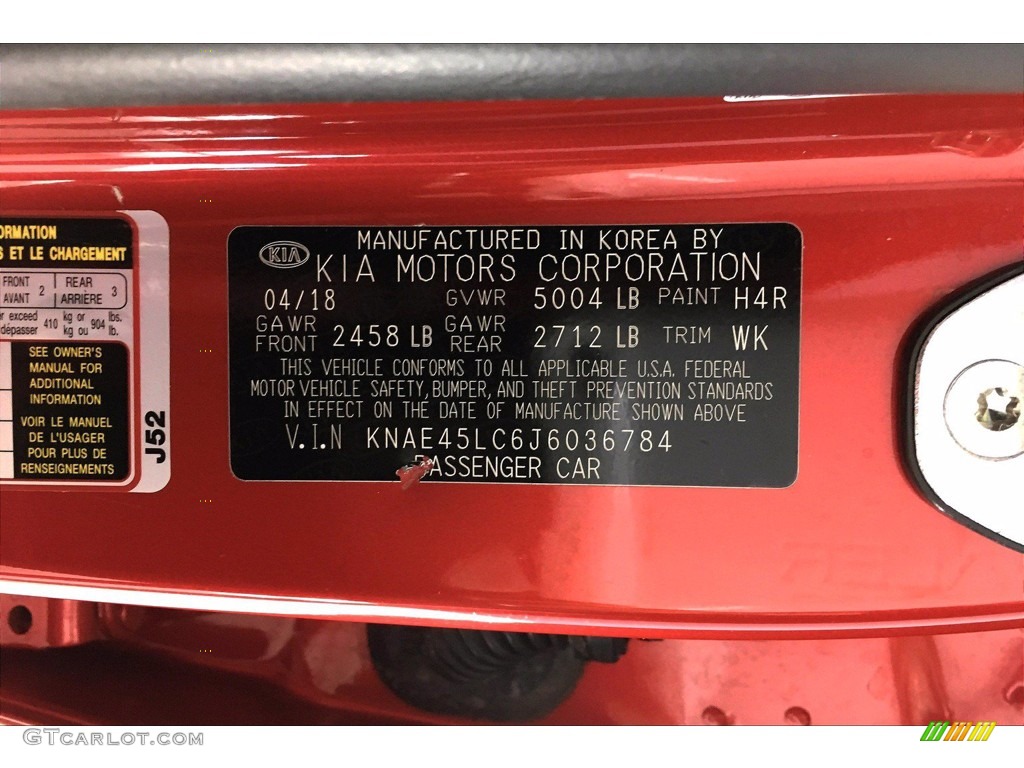 ORMATION
S ET LE CHARGEMENT
FRONT
AVANT 2
REAR
ARRIÈRE 3
er exceed
dépasser 410 kg or
kg ou 904 lbs.
lb.
SEE OWNER'S
MANUAL FOR
ADDITIONAL
INFORMATION
VOIR LE MANUEL
DE L'USAGER
POUR PLUS DE
RENSEIGNEMENTS
J52
KIA
MANUFACTURED IN KOREA BY
KIA MOTORS CORPORATION
04/18 GVWR 5004 LB PAINT H4R
GAWR
FRONT 2458 LB GAWR
REAR 2712 LB TRIM WK
THIS VEHICLE CONFORMS TO ALL APPLICABLE U.S.A. FEDERAL
MOTOR VEHICLE SAFETY, BUMPER, AND THEFT PREVENTION STANDARDS
IN EFFECT ON THE DATE OF MANUFACTURE SHOWN ABOVE
V.I.N KNAE45LC6J6036784
PASSENGER CAR
GTCARLOT.COM